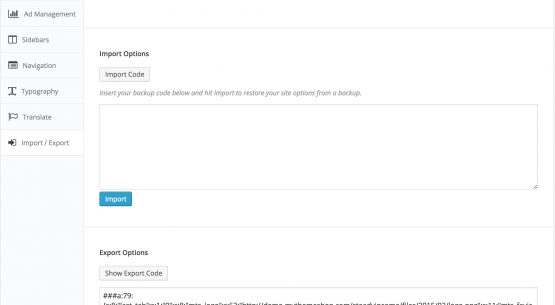 Ad Management
Sidebars
Navigation
Typography
Translate
Import / Export
Import Options
Import Code
Insert your backup code below and hit Import to restore your site options from a backup.
Import
Export Options
Show Export Code
###a:79: